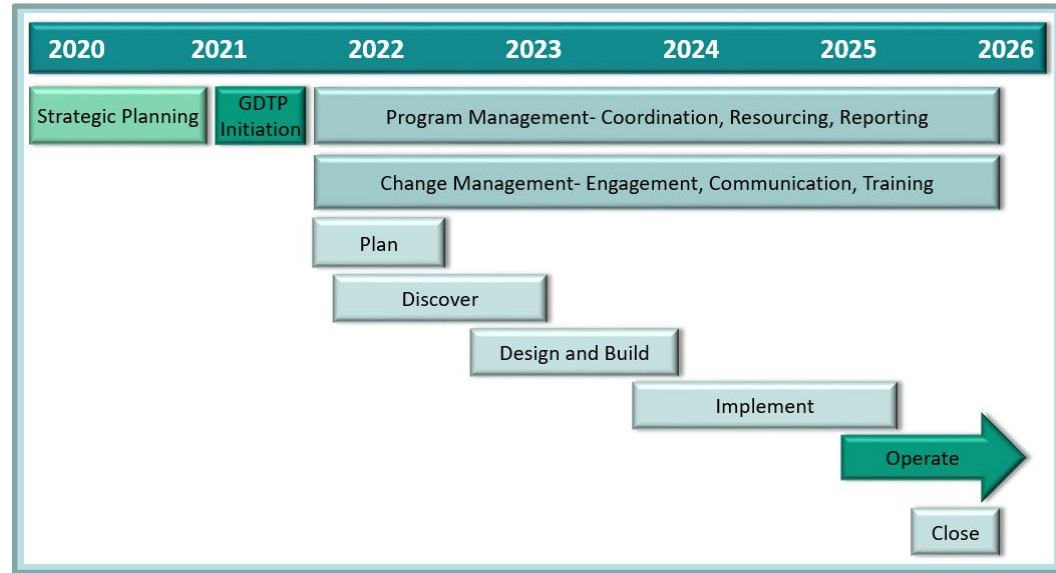 2020 2021 2022 2023 2024 2025 2026
Strategic Planning
GDTP
Initiation
Program Management- Coordination, Resourcing, Reporting
Change Management- Engagement, Communication, Training
Plan
Discover
Design and Build
Implement
Operate
Close